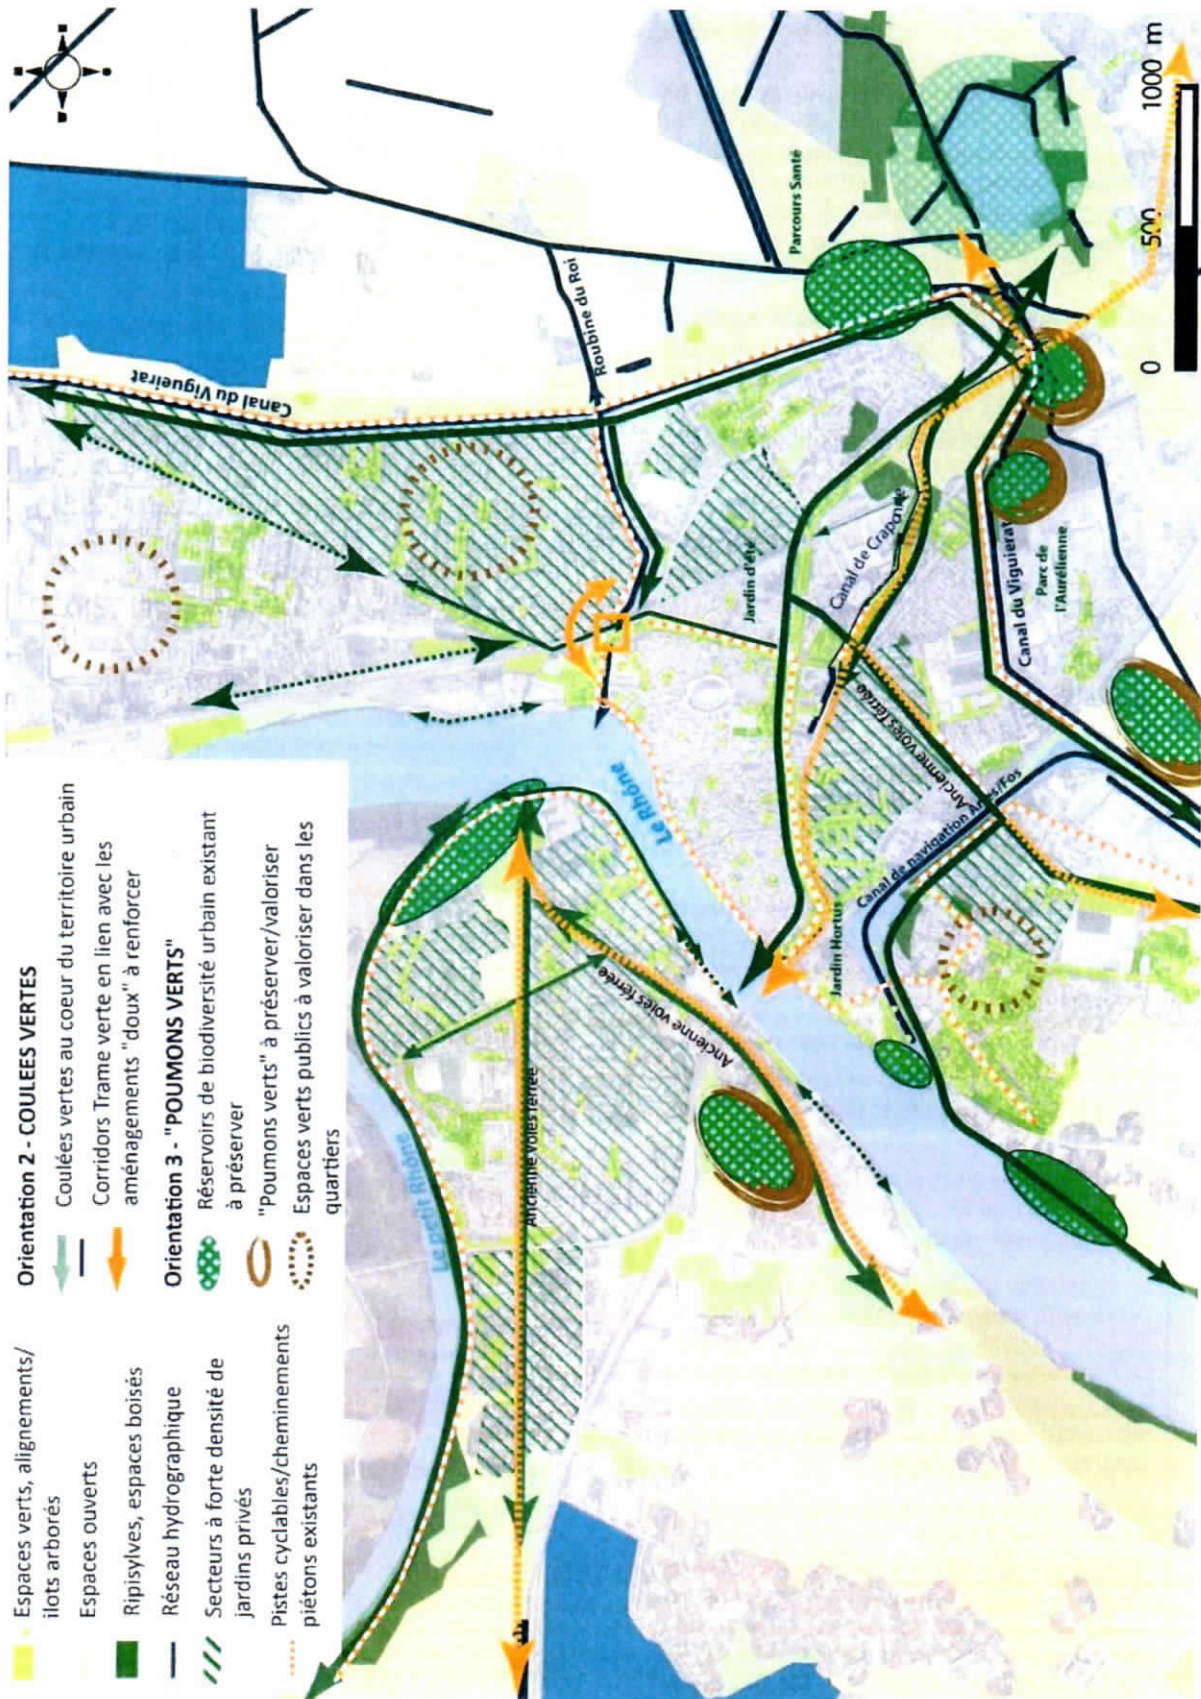 Espaces verts, alignements/
ilots arborés
Espaces ouverts
Ripisylves, espaces boisés
Réseau hydrographique
Secteurs à forte densité de
jardins privés
Pistes cyclables/cheminements
piétons existants
Orientation 2 - COULEES VERTES
Coulées vertes au coeur du territoire urbain
Corridors Trame verte en lien avec les
aménagements "doux" à renforcer
Orientation 3 - "POUMONS VERTS"
Réservoirs de biodiversité urbain existant
à préserver
"Poumons verts" à préserver/valoriser
Espaces verts publics à valoriser dans les
quartiers
Canal du Vigueirat
Roubine du Roi
Parcours Santé
Le Rhône
Jardin d'été
Canal de Craponne
Le petit Rhône
Ancienne voies ferrée
Ancienne voies ferrée
Ancienne voies ferrée
Jardin Hortus
Canal de navigation Arles/Fos
Canal du Viguierat
Parc de
l'Aurélienne
0 500 1000 m